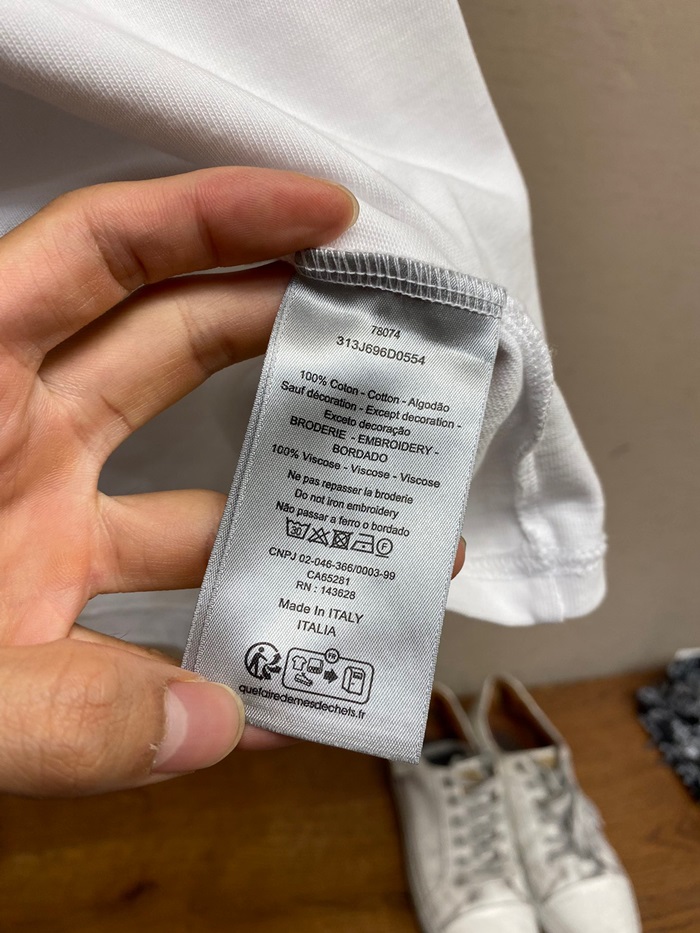 78074
313J696D0554
100% Coton - Cotton - Algodão
Sauf décoration - Except decoration -
Exceto decoração
BRODERIE - EMBROIDERY -
BORDADO
100% Viscose - Viscose - Viscose
Ne pas repasser la broderie
Do not iron embroidery
Não passar a ferro o bordado
30 F
CNPJ 02-046-366/0003-99
CA65281
RN : 143628
Made In ITALY
ITALIA
FR
quefairedemesdechets.fr